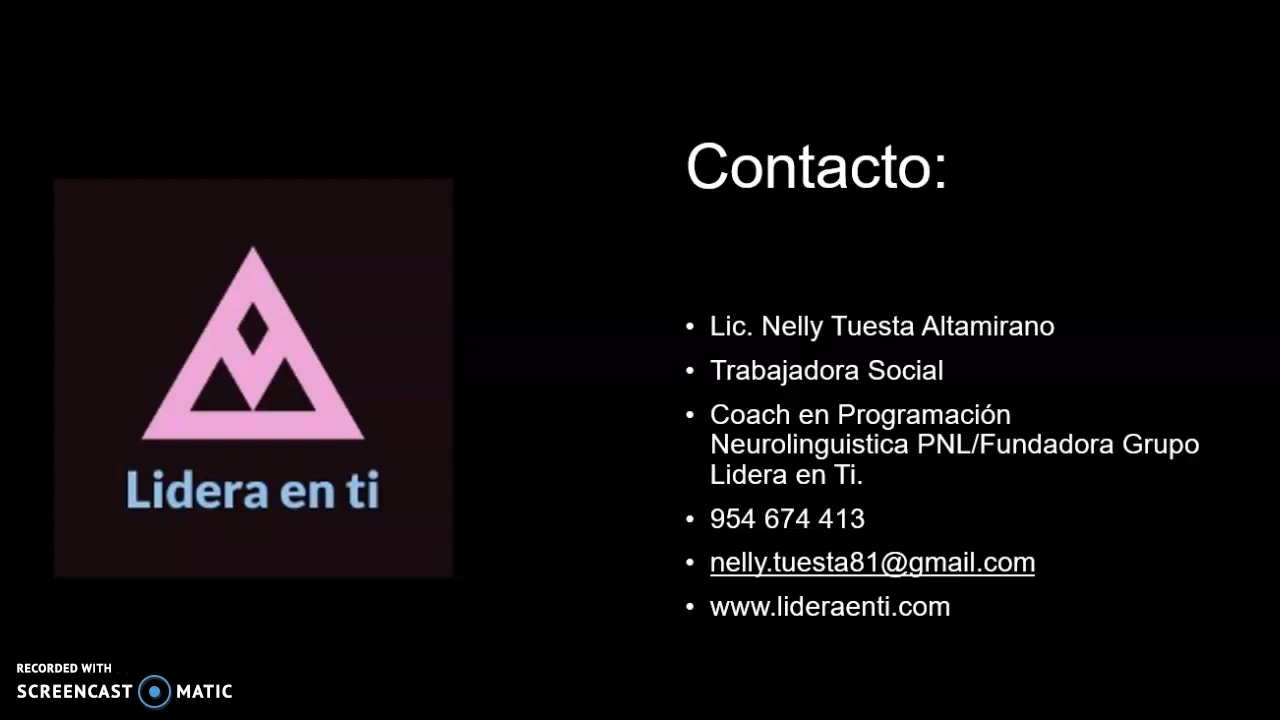 Contacto:
Lidera en ti
• Lic. Nelly Tuesta Altamirano
• Trabajadora Social
• Coach en Programación
Neurolinguistica PNL/Fundadora Grupo
Lidera en Ti.
• 954 674 413
• nelly.tuesta81@gmail.com
• www.lideraenti.com
RECORDED WITH
SCREENCAST MATIC